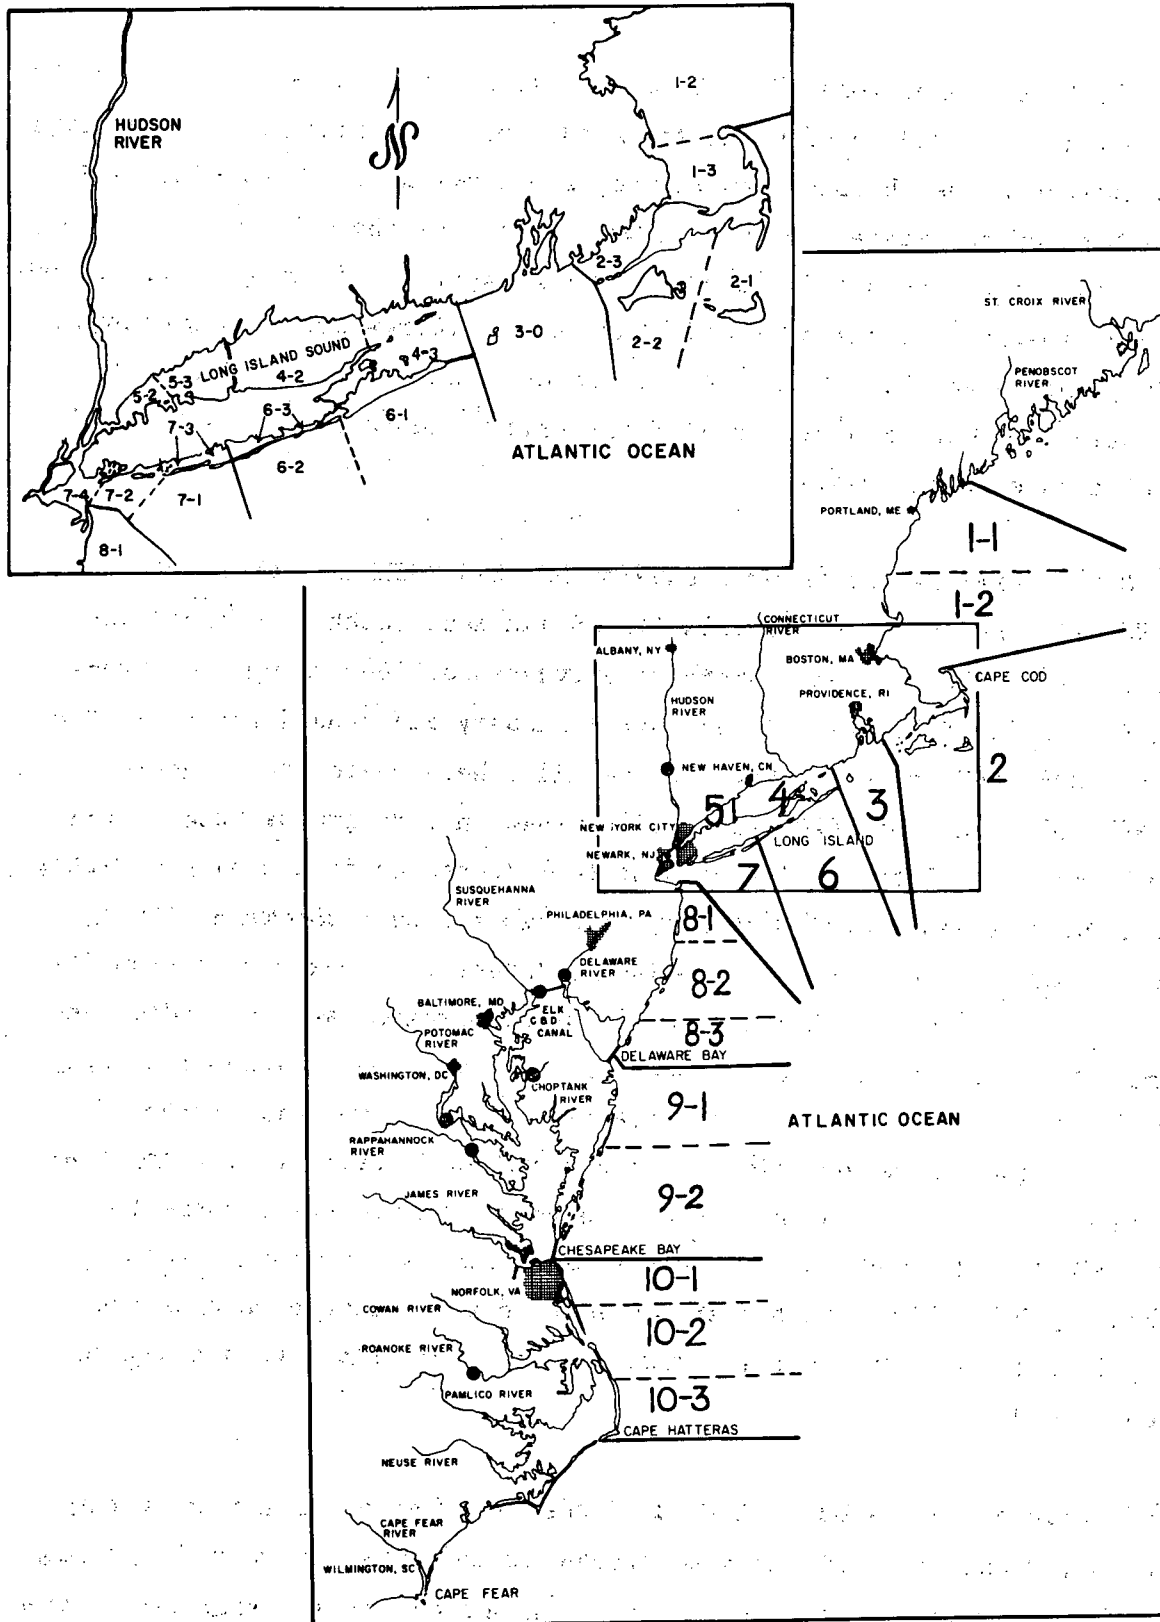 1-2
HUDSON
RIVER
N
1-3
2-3
2-1
3-0
2-2
LONG ISLAND SOUND
5-3
5-2
4-2
4-3
6-3
6-1
7-3
6-2
ATLANTIC OCEAN
7-4
7-2
7-1
8-1
ST. CROIX RIVER
PENOBSCOT
RIVER
PORTLAND, ME
1-1
1-2
CONNECTICUT
RIVER
ALBANY, NY
BOSTON, MA
CAPE COD
PROVIDENCE, RI
HUDSON
RIVER
NEW HAVEN, CN
2
5
4
3
NEW YORK CITY
LONG ISLAND
NEWARK, NJ
7
6
SUSQUEHANNA
RIVER
PHILADELPHIA, PA
8-1
DELAWARE
RIVER
8-2
BALTIMORE, MD
ELK
C & D
CANAL
POTOMAC
RIVER
8-3
DELAWARE BAY
WASHINGTON, DC
CHOPTANK
RIVER
9-1
ATLANTIC OCEAN
RAPPAHANNOCK
RIVER
JAMES RIVER
9-2
CHESAPEAKE BAY
10-1
NORFOLK, VA
COWAN RIVER
10-2
ROANOKE RIVER
PAMLICO RIVER
10-3
CAPE HATTERAS
NEUSE RIVER
CAPE FEAR
RIVER
WILMINGTON, SC
CAPE FEAR